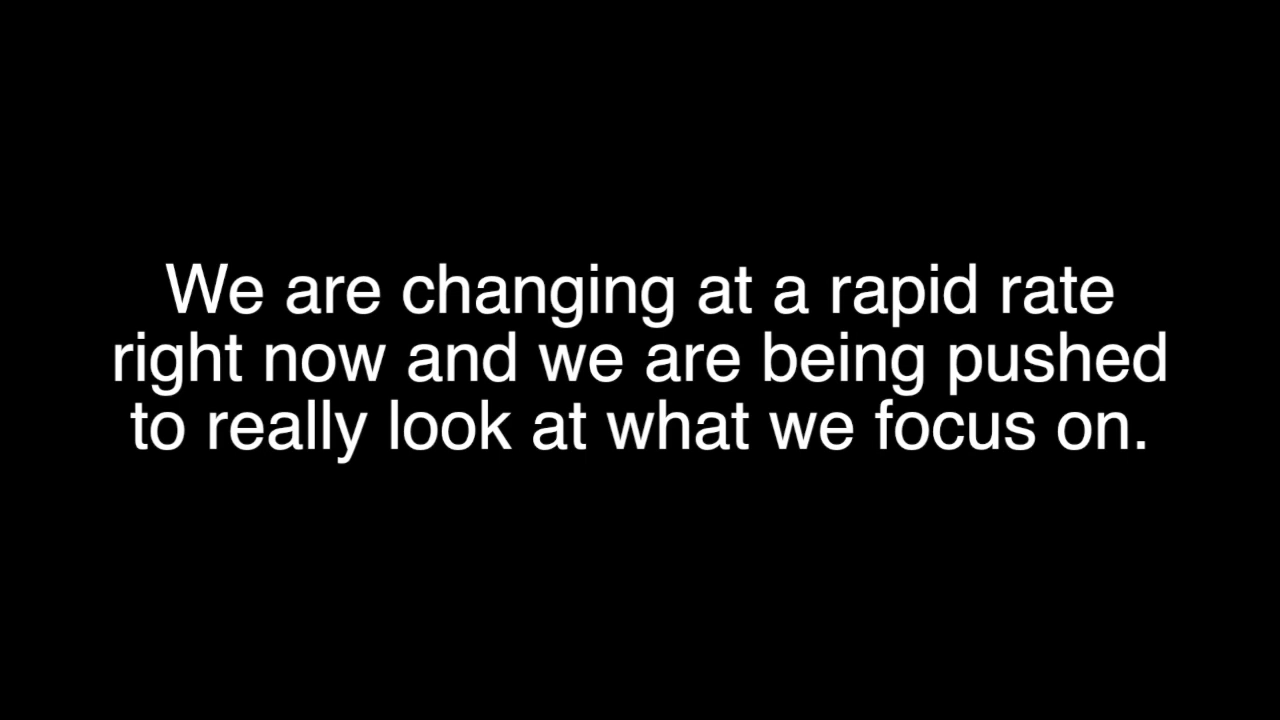 We are changing at a rapid rate
right now and we are being pushed
to really look at what we focus on.